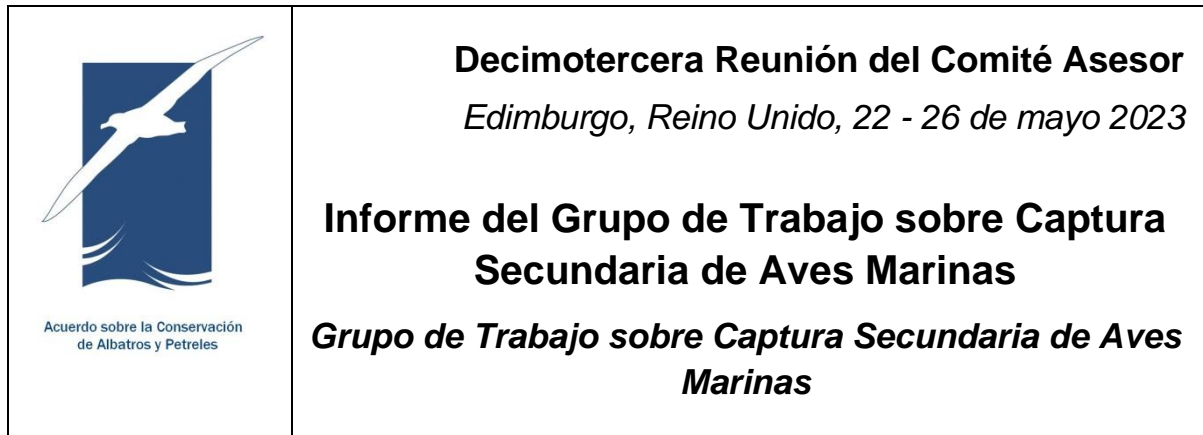 Acuerdo sobre la Conservación
de Albatros y Petreles
Decimotercera Reunión del Comité Asesor
Edimburgo, Reino Unido, 22 - 26 de mayo 2023
Informe del Grupo de Trabajo sobre Captura
Secundaria de Aves Marinas
Grupo de Trabajo sobre Captura Secundaria de Aves
Marinas